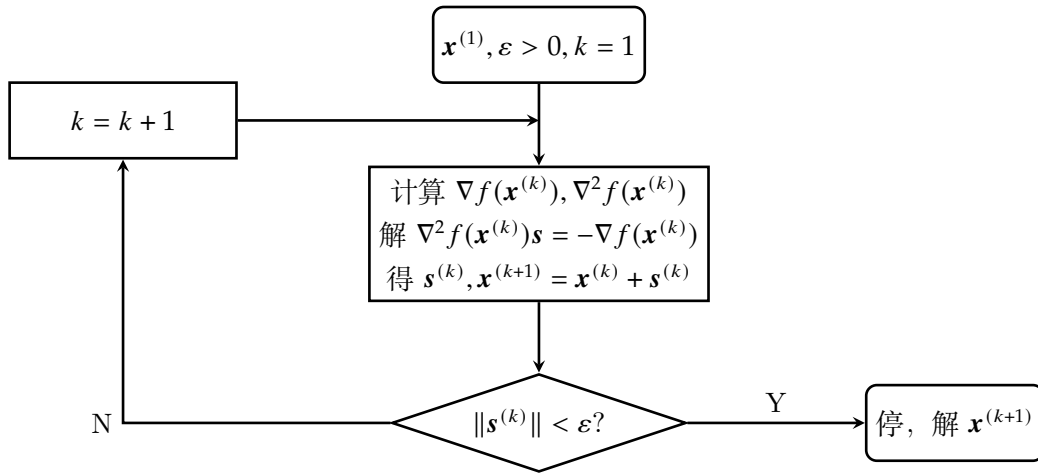 x^(1), ε > 0, k = 1
k = k + 1
计算 ∇f(x^(k)), ∇²f(x^(k))
解 ∇²f(x^(k))s = −∇f(x^(k))
得 s^(k), x^(k+1) = x^(k) + s^(k)
N
‖s^(k)‖ < ε?
Y
停，解 x^(k+1)